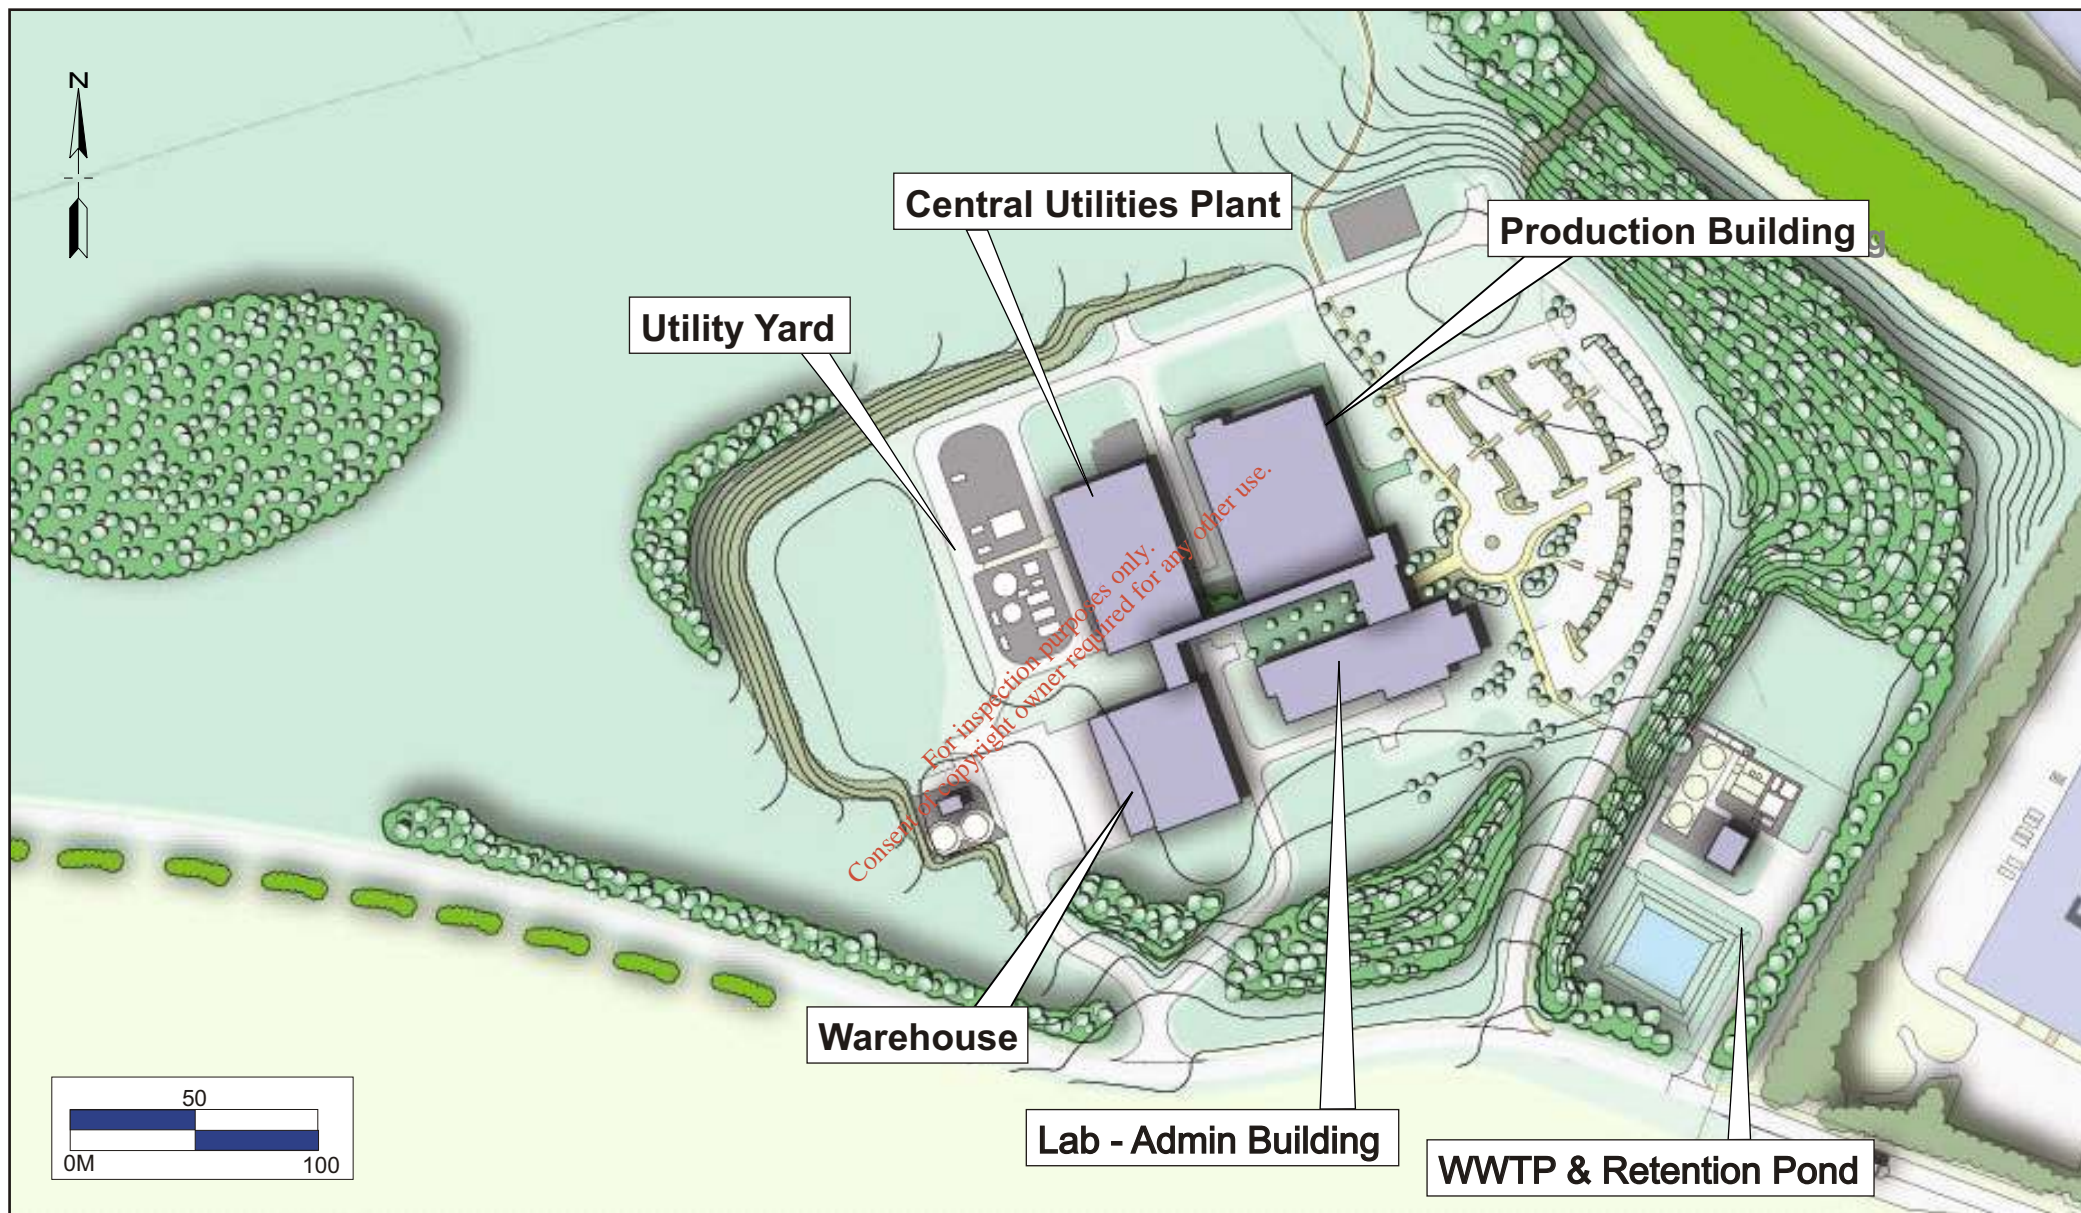 N
Central Utilities Plant
Production Building
g
Utility Yard
For inspection purposes only.
Consent of copyright owner required for any other use.
Warehouse
Lab - Admin Building
WWTP & Retention Pond
50
0M
100